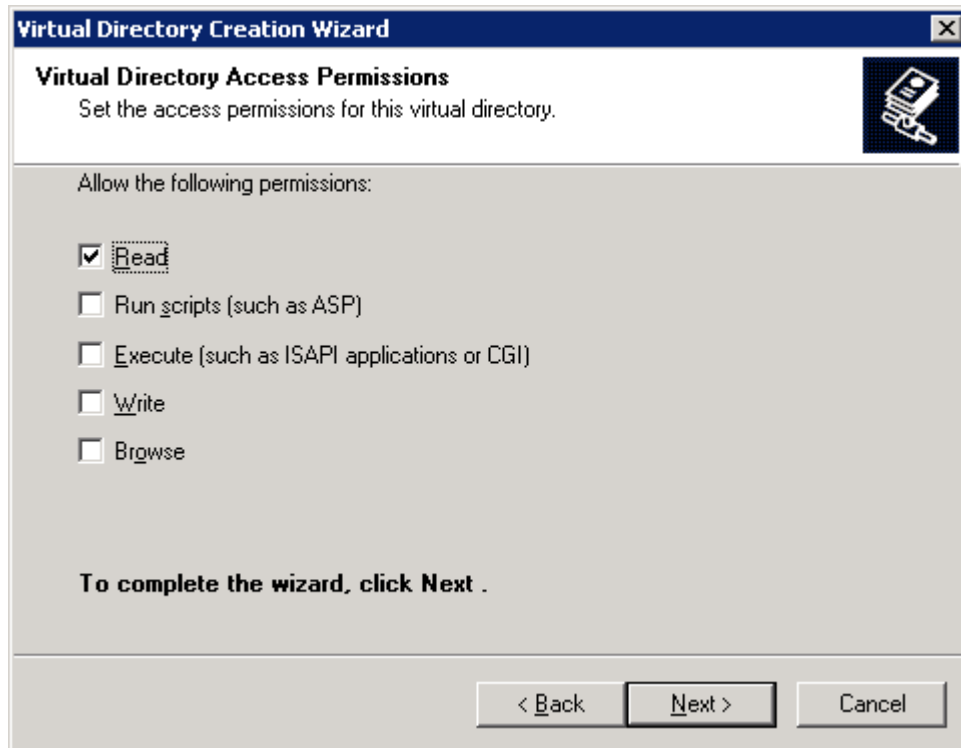 Virtual Directory Creation Wizard
Virtual Directory Access Permissions
Set the access permissions for this virtual directory.
Allow the following permissions:
Read
Run scripts (such as ASP)
Execute (such as ISAPI applications or CGI)
Write
Browse
To complete the wizard, click Next .
< Back Next > Cancel